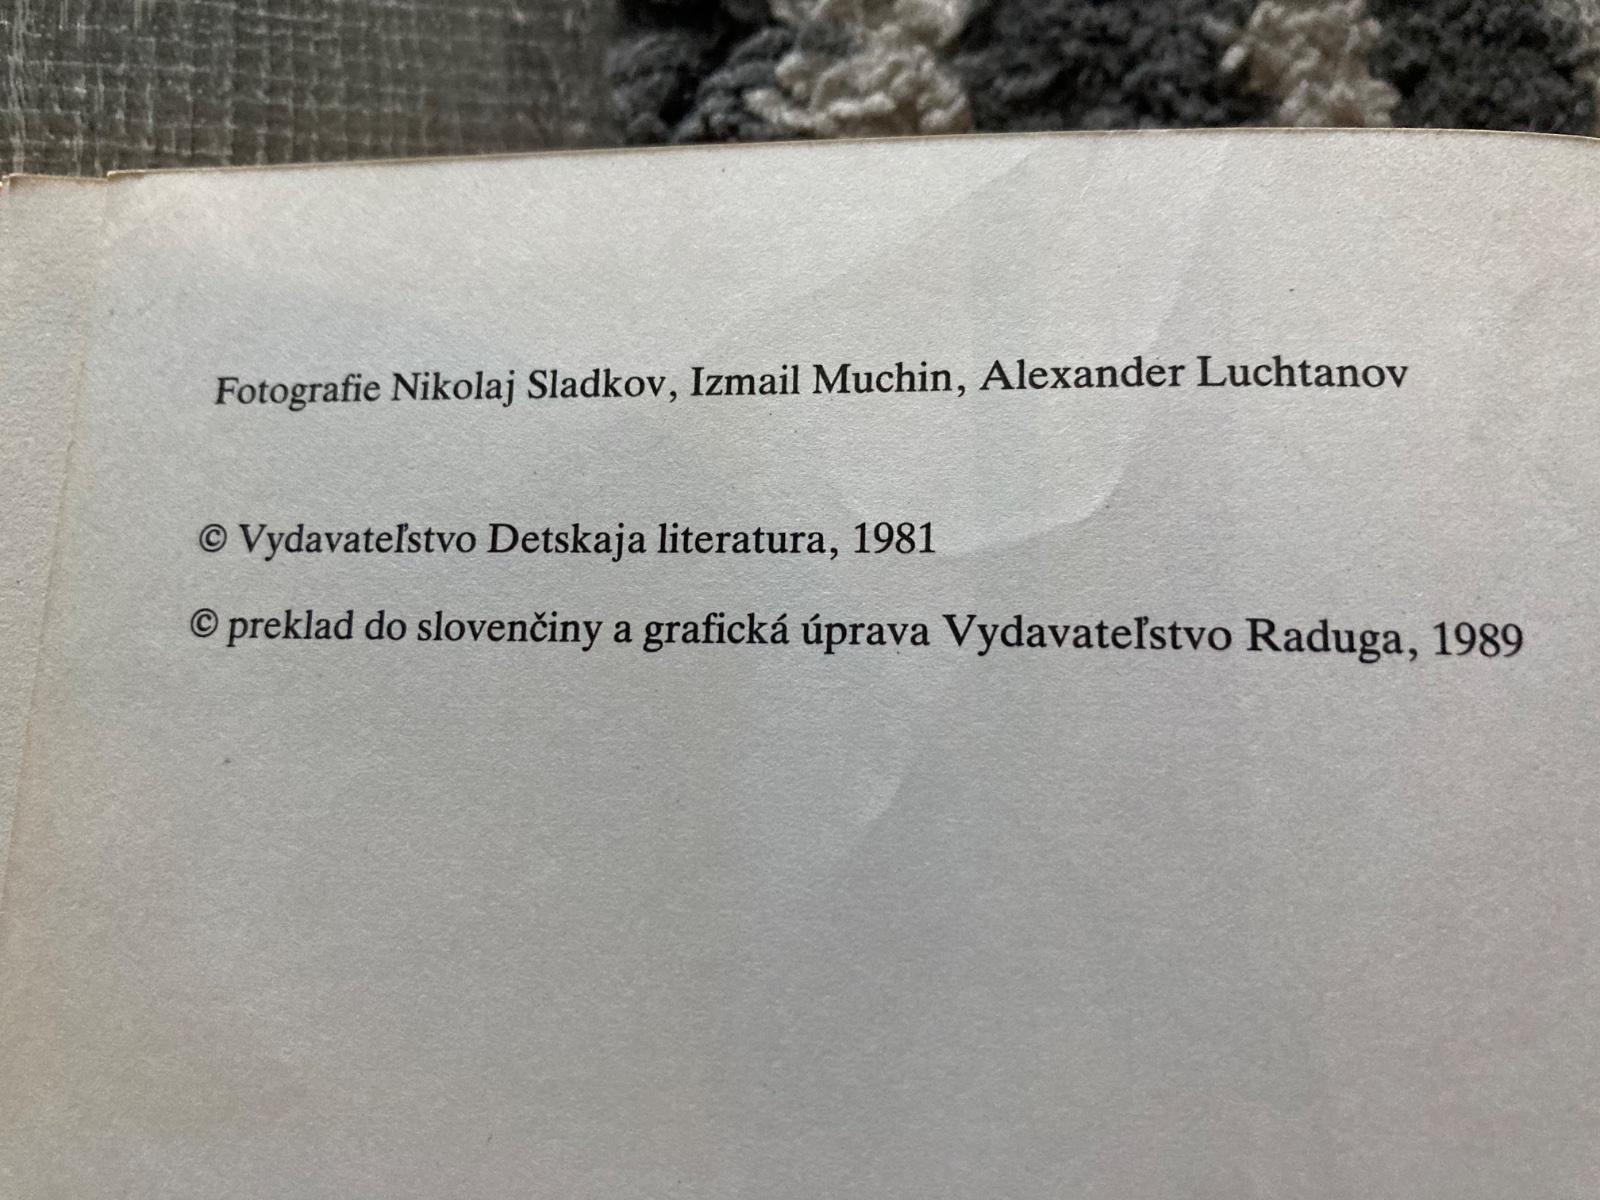 Fotografie Nikolaj Sladkov, Izmail Muchin, Alexander Luchtanov
© Vydavateľstvo Detskaja literatura, 1981
© preklad do slovenčiny a grafická úprava Vydavateľstvo Raduga, 1989